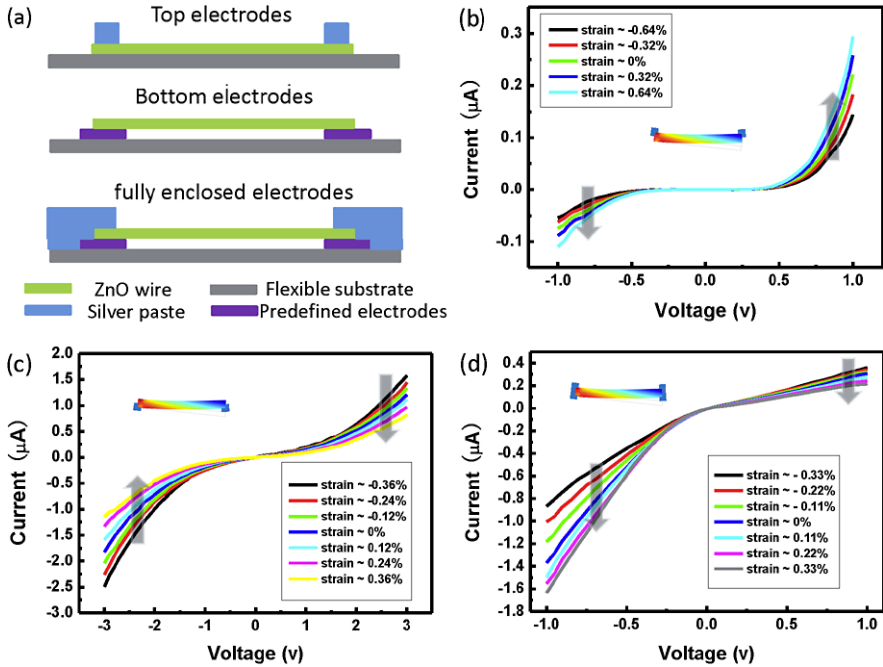 (a)
Top electrodes
Bottom electrodes
fully enclosed electrodes
ZnO wire
Flexible substrate
Silver paste
Predefined electrodes
(b)
strain ~ -0.64%
strain ~ -0.32%
strain ~ 0%
strain ~ 0.32%
strain ~ 0.64%
Current (μA)
0.3
0.2
0.1
0.0
-0.1
-1.0 -0.5 0.0 0.5 1.0
Voltage (v)
(c)
Current (μA)
2.0
1.5
1.0
0.5
0.0
-0.5
-1.0
-1.5
-2.0
-2.5
-3.0
strain ~ -0.36%
strain ~ -0.24%
strain ~ -0.12%
strain ~ 0%
strain ~ 0.12%
strain ~ 0.24%
strain ~ 0.36%
-3 -2 -1 0 1 2 3
Voltage (v)
(d)
Current (μA)
0.4
0.2
0.0
-0.2
-0.4
-0.6
-0.8
-1.0
-1.2
-1.4
-1.6
-1.8
strain ~ - 0.33%
strain ~ - 0.22%
strain ~ - 0.11%
strain ~ 0%
strain ~ 0.11%
strain ~ 0.22%
strain ~ 0.33%
-1.0 -0.5 0.0 0.5 1.0
Voltage (v)